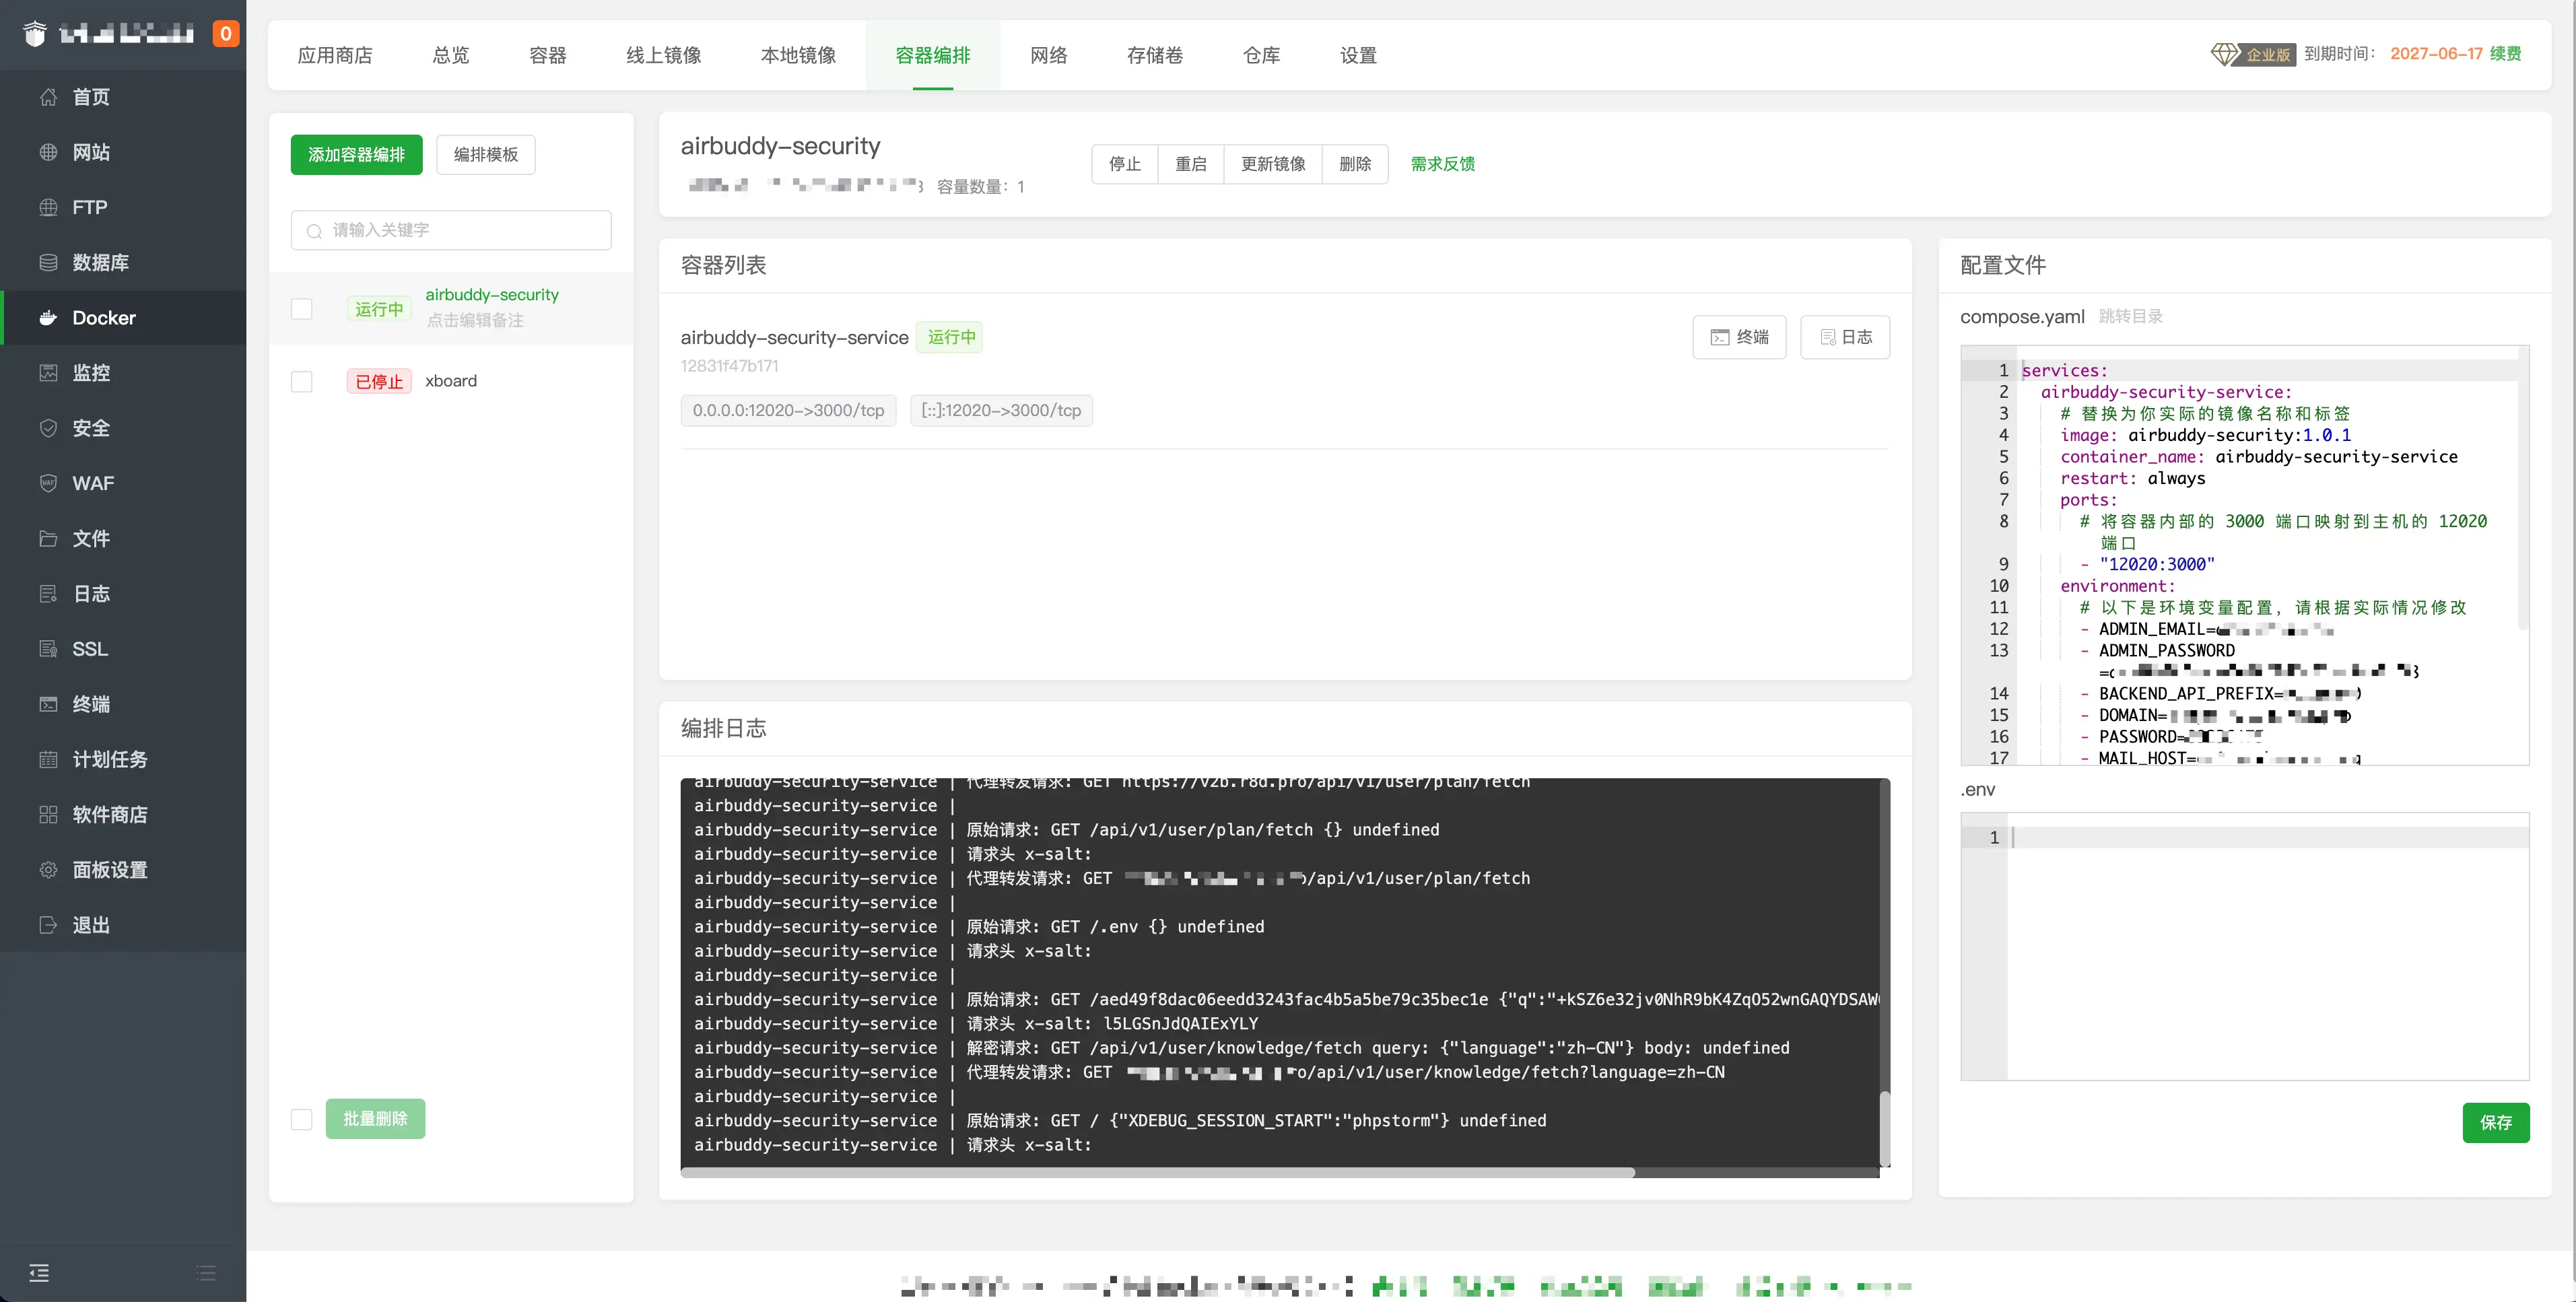 0
首页
网站
FTP
数据库
Docker
监控
安全
WAF
文件
日志
SSL
终端
计划任务
软件商店
面板设置
退出
应用商店 总览 容器 线上镜像 本地镜像 容器编排 网络 存储卷 仓库 设置
企业版 到期时间: 2027-06-17 续费
添加容器编排 编排模板
请输入关键字
运行中 airbuddy-security
点击编辑备注
已停止 xboard
批量删除
airbuddy-security
容量数量: 1
停止 重启 更新镜像 删除 需求反馈
容器列表
airbuddy-security-service 运行中
12831f47b171
终端 日志
0.0.0.0:12020->3000/tcp [::]:12020->3000/tcp
编排日志
airbuddy-security-service | 代理转发请求: GET https://v2b.r8d.pro/api/v1/user/plan/fetch
airbuddy-security-service |
airbuddy-security-service | 原始请求: GET /api/v1/user/plan/fetch {} undefined
airbuddy-security-service | 请求头 x-salt:
airbuddy-security-service | 代理转发请求: GET /api/v1/user/plan/fetch
airbuddy-security-service |
airbuddy-security-service | 原始请求: GET /.env {} undefined
airbuddy-security-service | 请求头 x-salt:
airbuddy-security-service |
airbuddy-security-service | 原始请求: GET /aed49f8dac06eedd3243fac4b5a5be79c35bec1e {"q":"+kSZ6e32jv0NhR9bK4ZqO52wnGAQYDSAW
airbuddy-security-service | 请求头 x-salt: l5LGSnJdQAIExYLY
airbuddy-security-service | 解密请求: GET /api/v1/user/knowledge/fetch query: {"language":"zh-CN"} body: undefined
airbuddy-security-service | 代理转发请求: GET o/api/v1/user/knowledge/fetch?language=zh-CN
airbuddy-security-service |
airbuddy-security-service | 原始请求: GET / {"XDEBUG_SESSION_START":"phpstorm"} undefined
airbuddy-security-service | 请求头 x-salt:
配置文件
compose.yaml 跳转目录
1 services:
2 airbuddy-security-service:
3 # 替换为你实际的镜像名称和标签
4 image: airbuddy-security:1.0.1
5 container_name: airbuddy-security-service
6 restart: always
7 ports:
8 # 将容器内部的 3000 端口映射到主机的 12020
端口
9 - "12020:3000"
10 environment:
11 # 以下是环境变量配置，请根据实际情况修改
12 - ADMIN_EMAIL=
13 - ADMIN_PASSWORD
=
14 - BACKEND_API_PREFIX=
15 - DOMAIN=
16 - PASSWORD=
17 - MAIL_HOST=
.env
1
保存